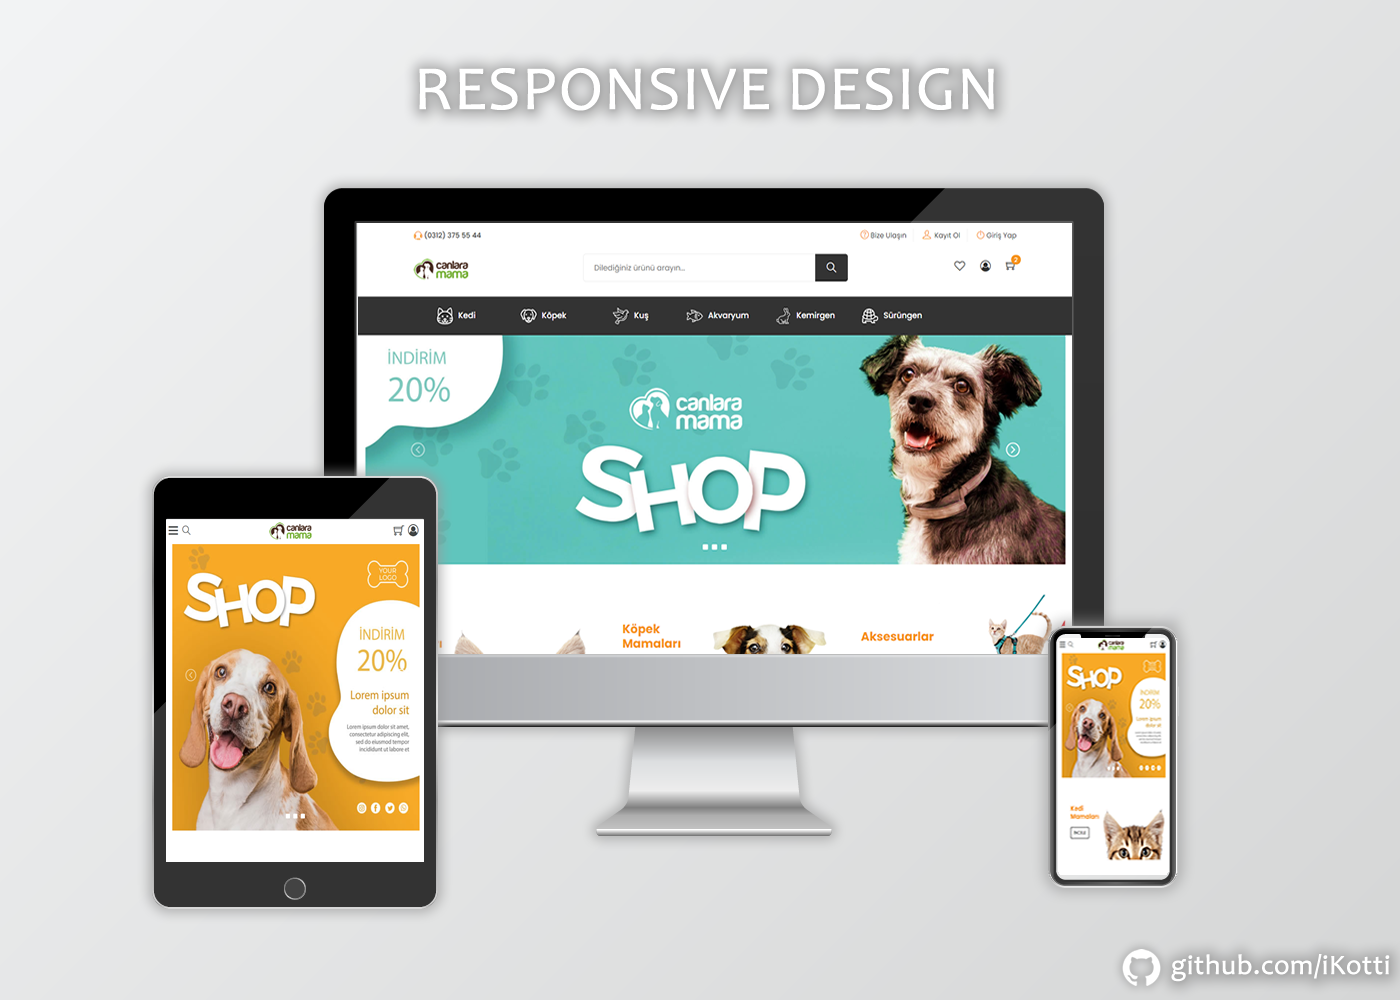 RESPONSIVE DESIGN
(0312) 375 55 44
Bize Ulaşın
Kayıt Ol
Giriş Yap
canlara
mama
Dilediğiniz ürünü arayın...
2
Kedi
Köpek
Kuş
Akvaryum
Kemirgen
Sürüngen
İNDİRİM
20%
canlara
mama
SHOP
Köpek
Mamaları
Aksesuarlar
canlara
mama
SHOP
YOUR
LOGO
İNDİRİM
20%
Lorem ipsum
dolor sit
Lorem ipsum dolor sit amet,
consectetur adipiscing elit,
sed do eiusmod tempor
incididunt ut labore et
canlara
mama
SHOP
İNDİRİM
20%
Lorem ipsum
dolor sit
Kedi
Mamaları
İNCELE
github.com/iKotti